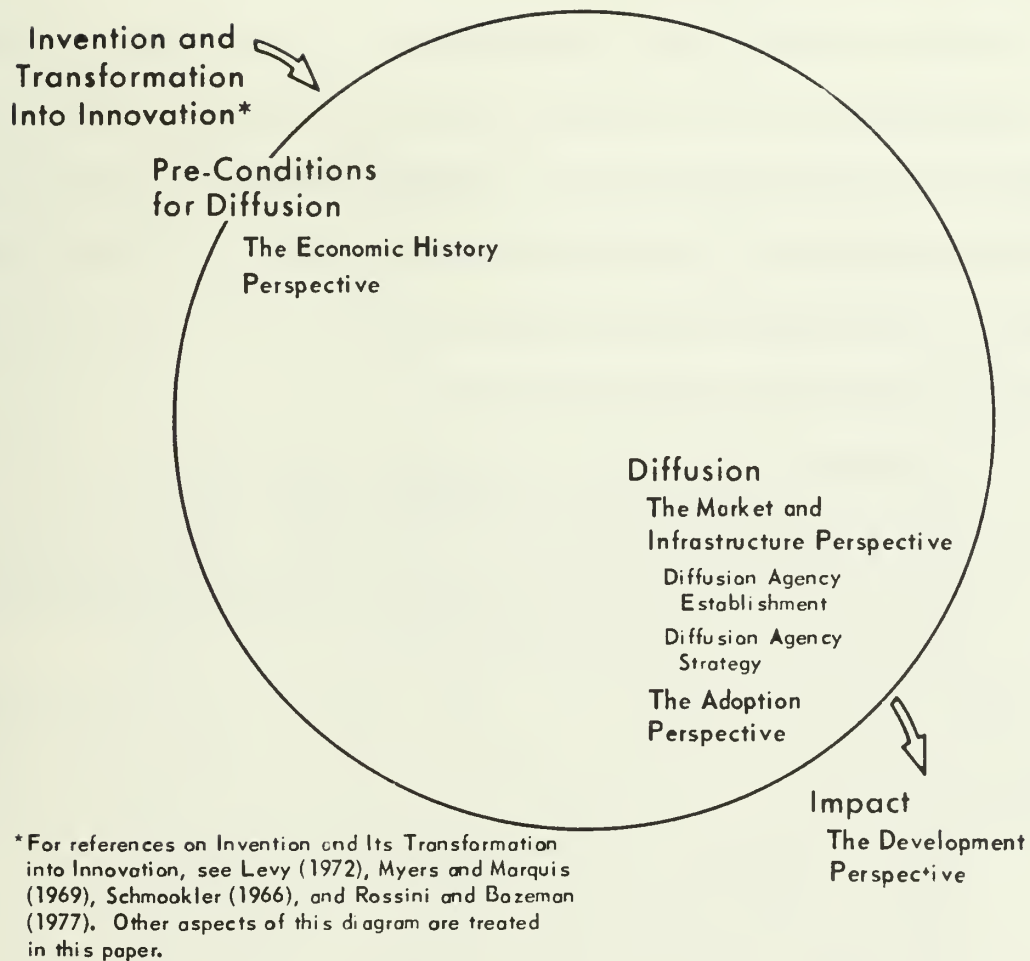 Invention and
Transformation
Into Innovation*
Pre-Conditions
for Diffusion
The Economic History
Perspective
Diffusion
The Market and
Infrastructure Perspective
Diffusion Agency
Establishment
Diffusion Agency
Strategy
The Adoption
Perspective
Impact
The Development
Perspective
*For references on Invention and Its Transformation
into Innovation, see Levy (1972), Myers and Marquis
(1969), Schmookler (1966), and Rossini and Bozeman
(1977). Other aspects of this diagram are treated
in this paper.